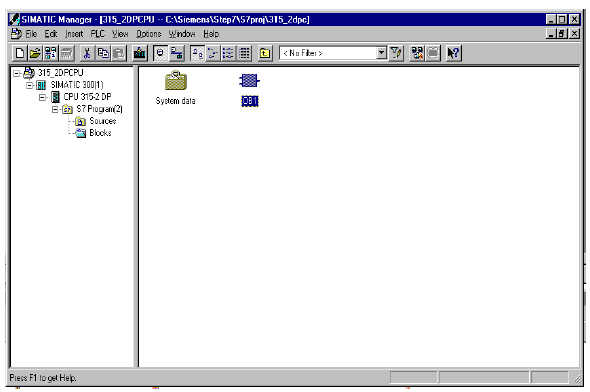 SIMATIC Manager - [315_2DPCPU -- C:\Siemens\Step7\S7proj\315_2dpc]
File Edit Insert PLC View Options Window Help
< No Filter >
315_2DPCPU
SIMATIC 300(1)
CPU 315-2 DP
S7 Program(2)
Sources
Blocks
System data
OB1
Press F1 to get Help.